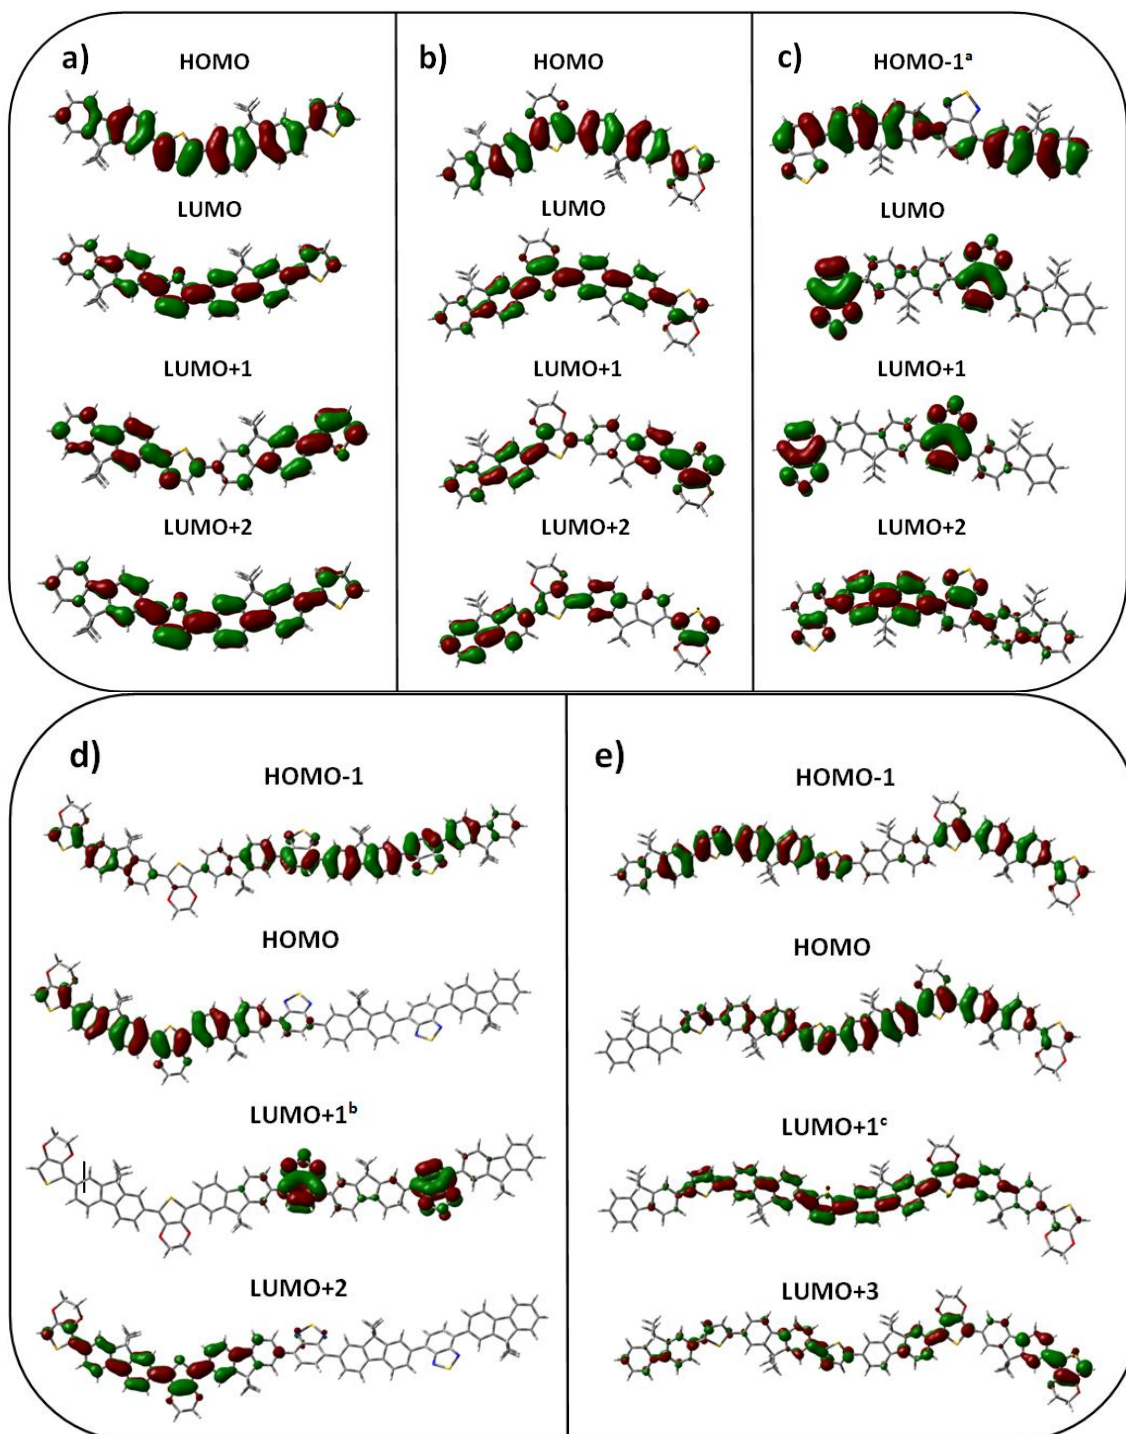 a)
HOMO
LUMO
LUMO+1
LUMO+2
b)
HOMO
LUMO
LUMO+1
LUMO+2
c)
HOMO-1ᵃ
LUMO
LUMO+1
LUMO+2
d)
HOMO-1
HOMO
LUMO+1ᵇ
LUMO+2
e)
HOMO-1
HOMO
LUMO+1ᶜ
LUMO+3